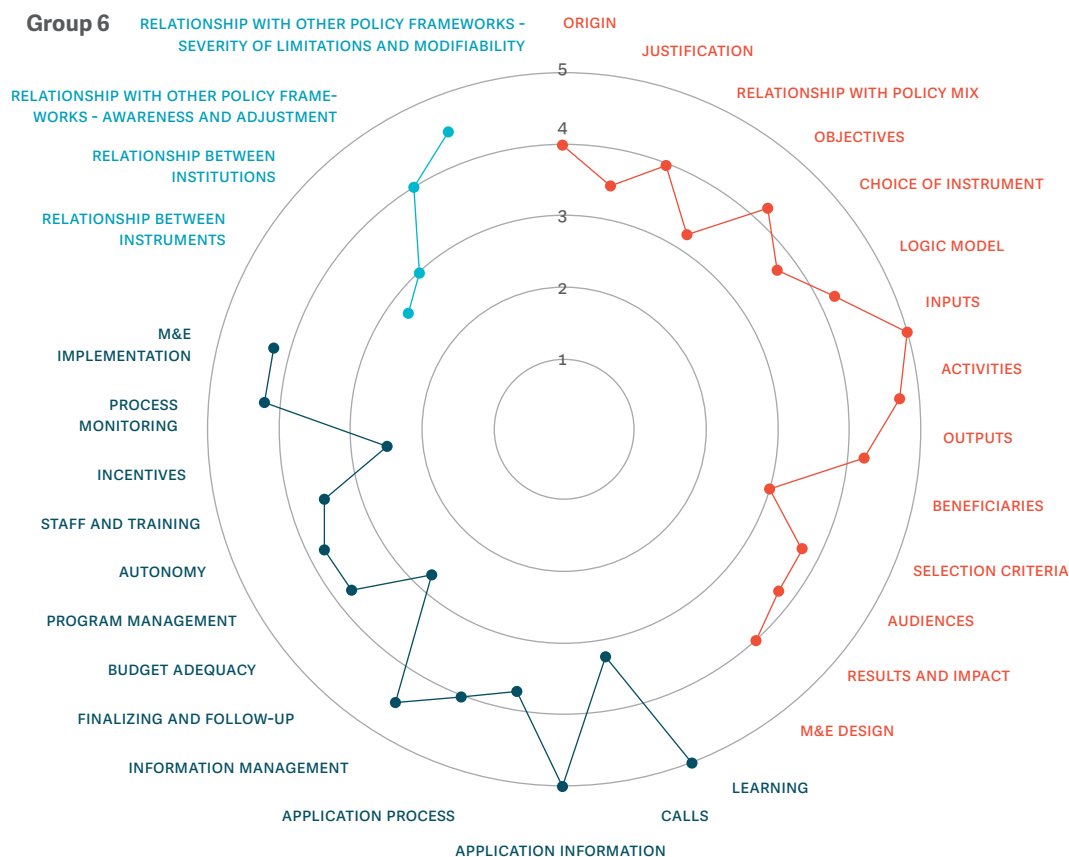 Group 6
RELATIONSHIP WITH OTHER POLICY FRAMEWORKS -
SEVERITY OF LIMITATIONS AND MODIFIABILITY
ORIGIN
JUSTIFICATION
RELATIONSHIP WITH POLICY MIX
OBJECTIVES
CHOICE OF INSTRUMENT
LOGIC MODEL
INPUTS
ACTIVITIES
OUTPUTS
BENEFICIARIES
SELECTION CRITERIA
AUDIENCES
RESULTS AND IMPACT
M&E DESIGN
LEARNING
CALLS
APPLICATION INFORMATION
APPLICATION PROCESS
INFORMATION MANAGEMENT
FINALIZING AND FOLLOW-UP
BUDGET ADEQUACY
PROGRAM MANAGEMENT
AUTONOMY
STAFF AND TRAINING
INCENTIVES
PROCESS
MONITORING
M&E
IMPLEMENTATION
RELATIONSHIP BETWEEN
INSTRUMENTS
RELATIONSHIP BETWEEN
INSTITUTIONS
RELATIONSHIP WITH OTHER POLICY FRAME-
WORKS - AWARENESS AND ADJUSTMENT
5
4
3
2
1